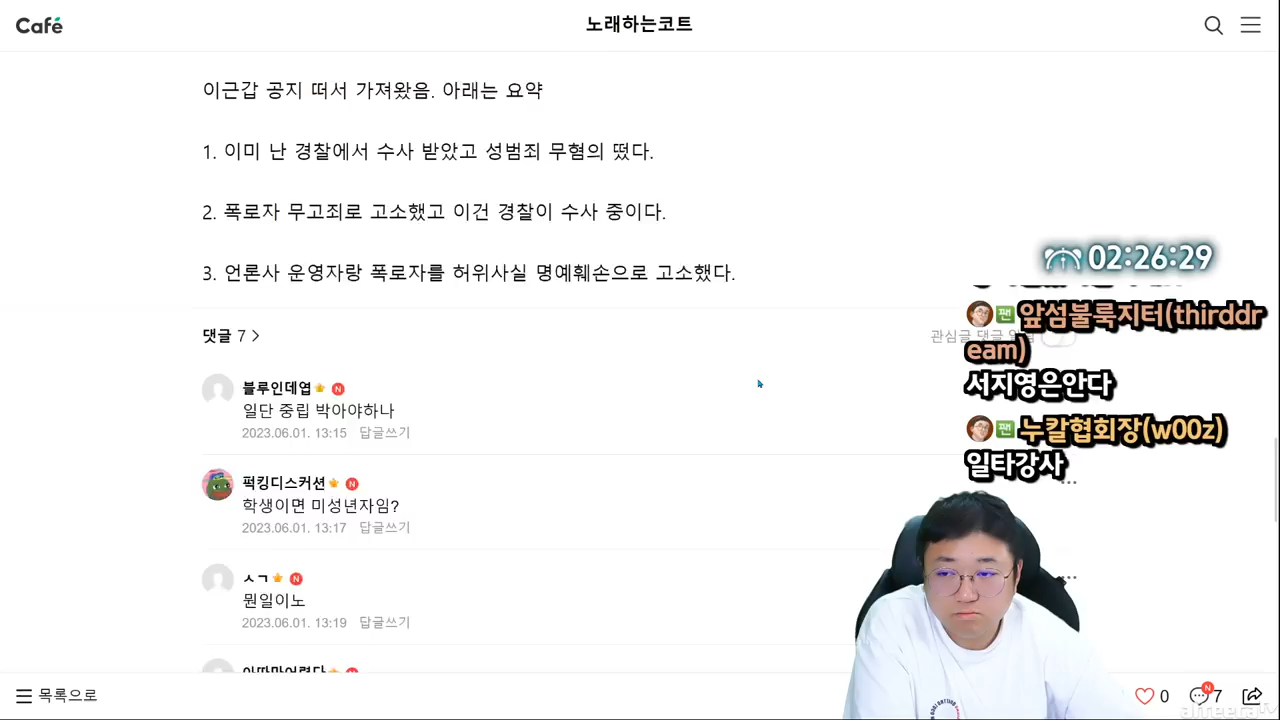 Café
노래하는코트
이근갑 공지 떠서 가져왔음. 아래는 요약
1. 이미 난 경찰에서 수사 받았고 성범죄 무혐의 떴다.
2. 폭로자 무고죄로 고소했고 이건 경찰이 수사 중이다.
3. 언론사 운영자랑 폭로자를 허위사실 명예훼손으로 고소했다.
02:26:29
댓글 7
관심글 댓글
블루인데엽 N
일단 중립 박아야하나
2023.06.01. 13:15 답글쓰기
퍽킹디스커션 N
학생이면 미성년자임?
2023.06.01. 13:17 답글쓰기
ㅅㄱ N
뭔일이노
2023.06.01. 13:19 답글쓰기
팬 앞섬불룩지터(thirddr
eam)
서지영은안다
팬 누칼협회장(w00z)
일타강사
목록으로
0
N
7
afreecaTV